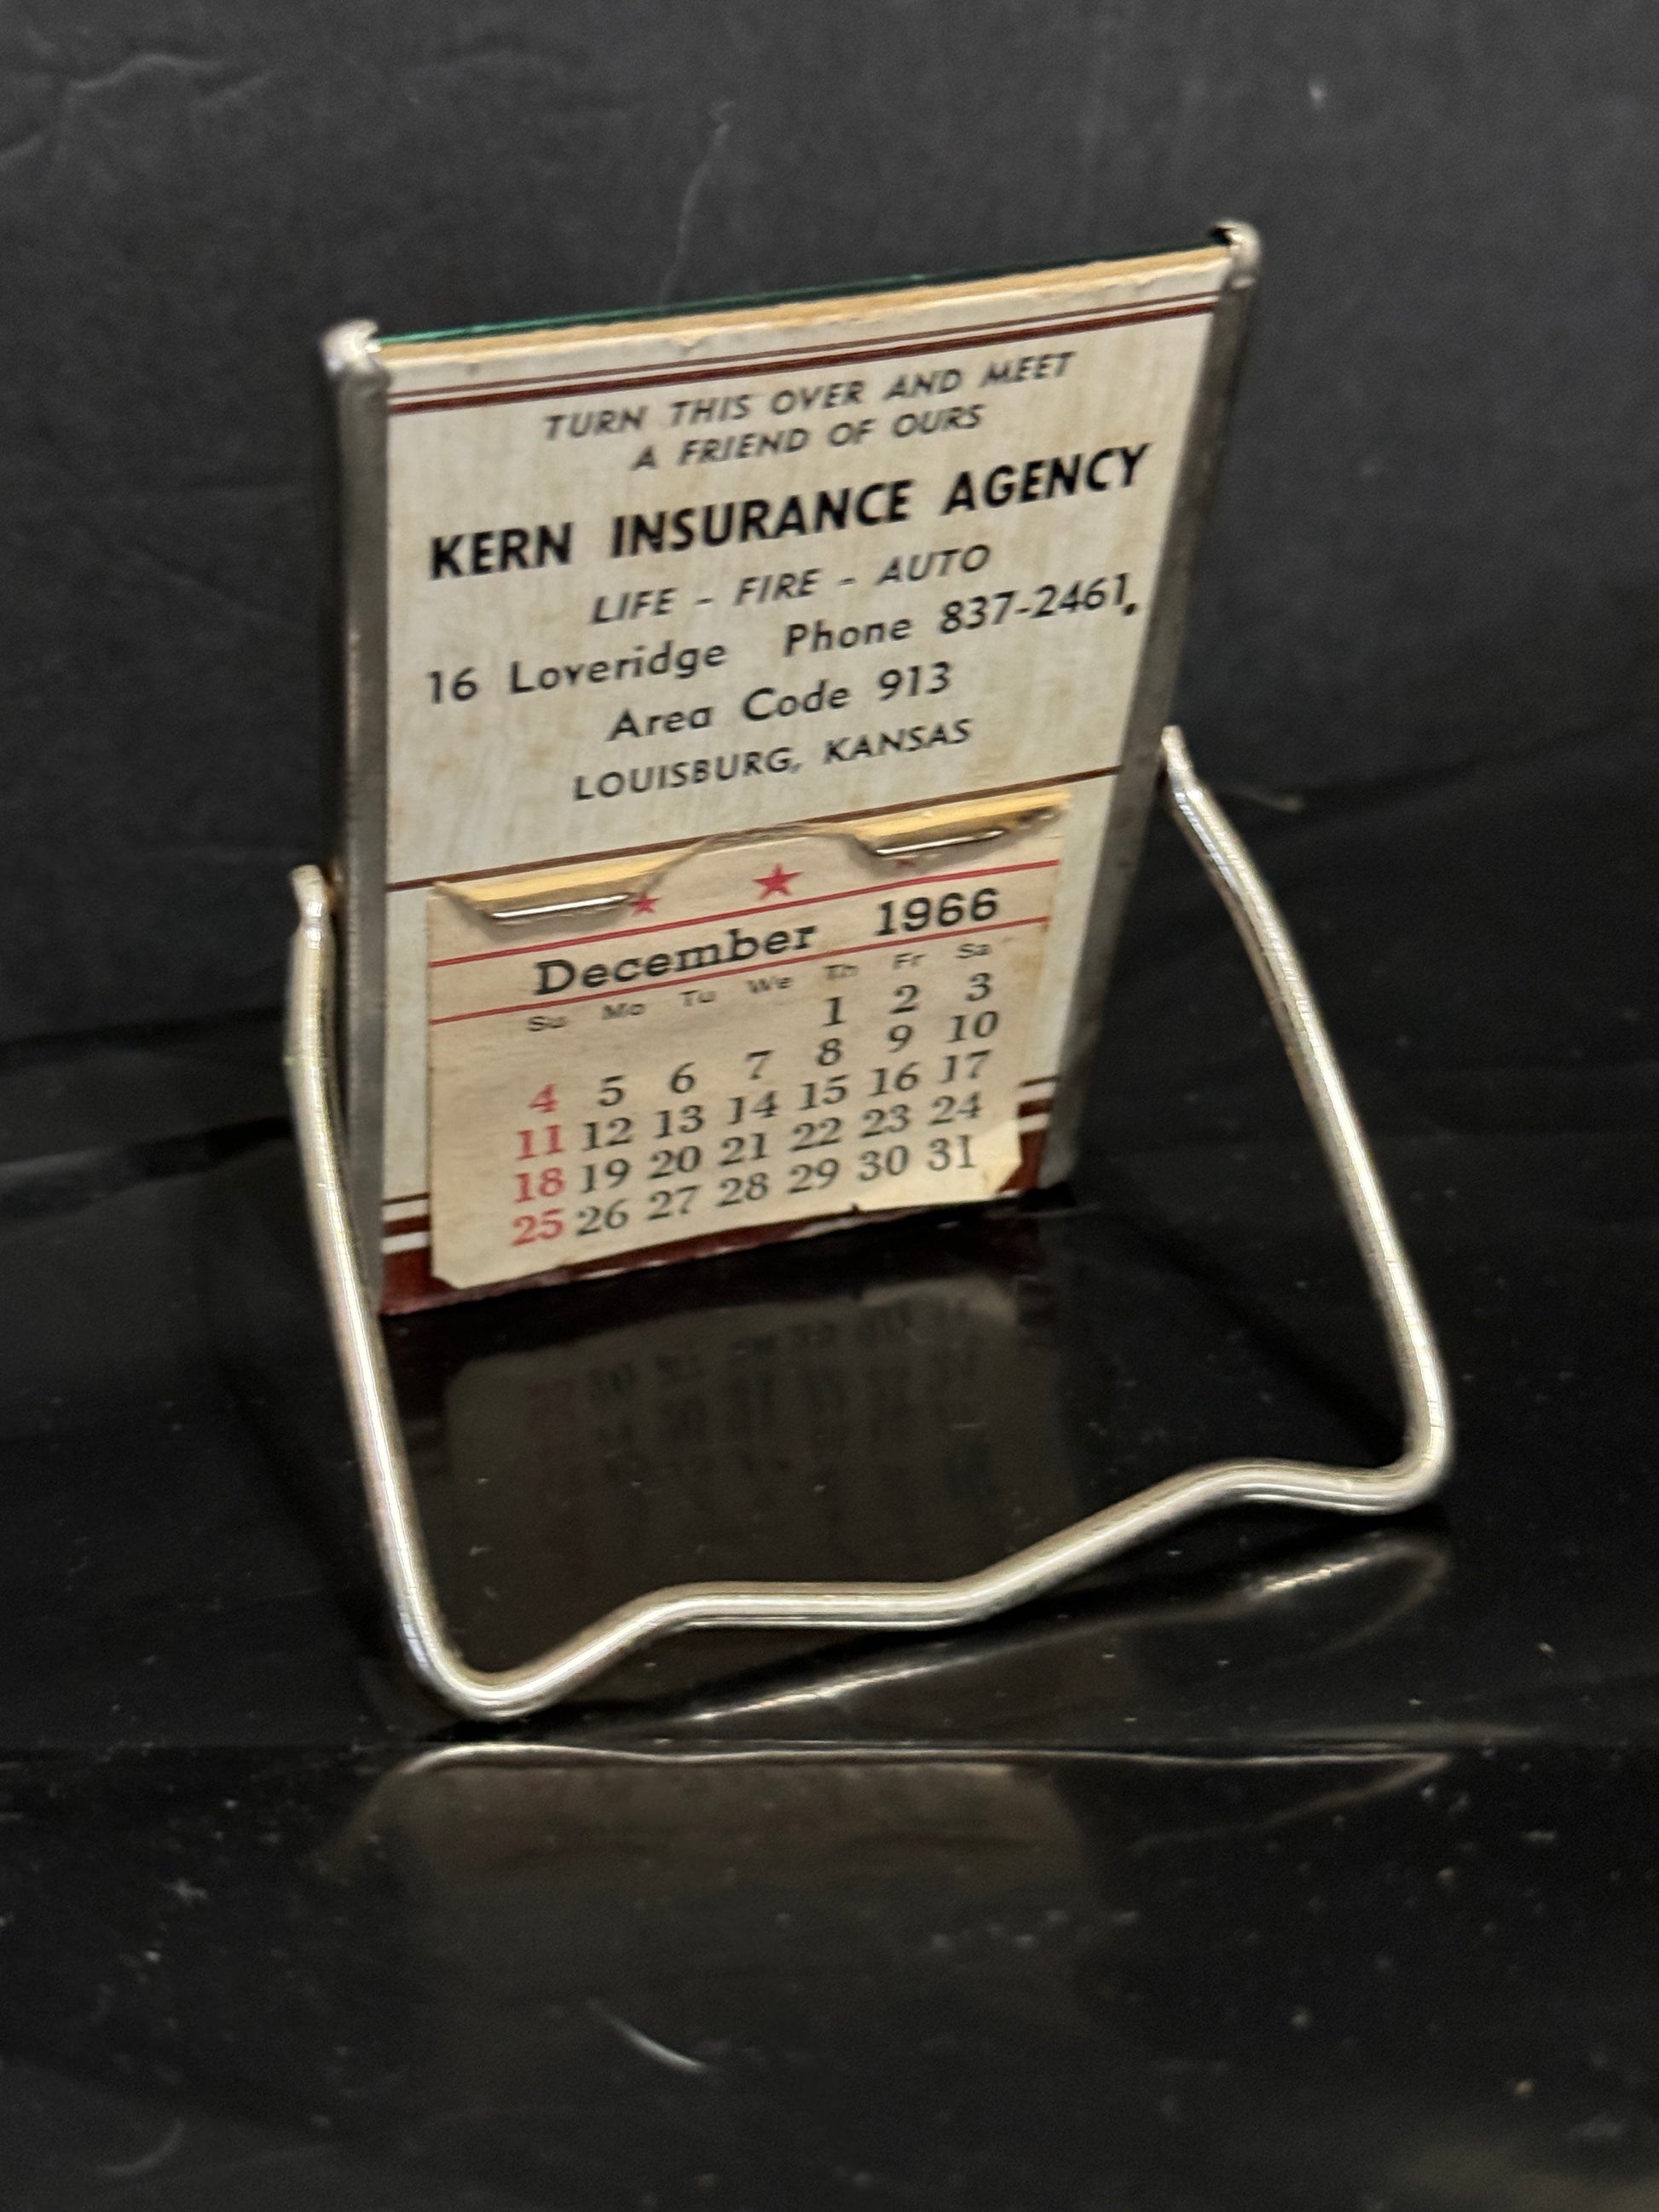 TURN THIS OVER AND MEET
A FRIEND OF OURS
KERN INSURANCE AGENCY
LIFE - FIRE - AUTO
16 Loveridge Phone 837-2461
Area Code 913
LOUISBURG, KANSAS
December 1966
Su Mo Tu We Th Fr Sa
1 2 3
4 5 6 7 8 9 10
11 12 13 14 15 16 17
18 19 20 21 22 23 24
25 26 27 28 29 30 31